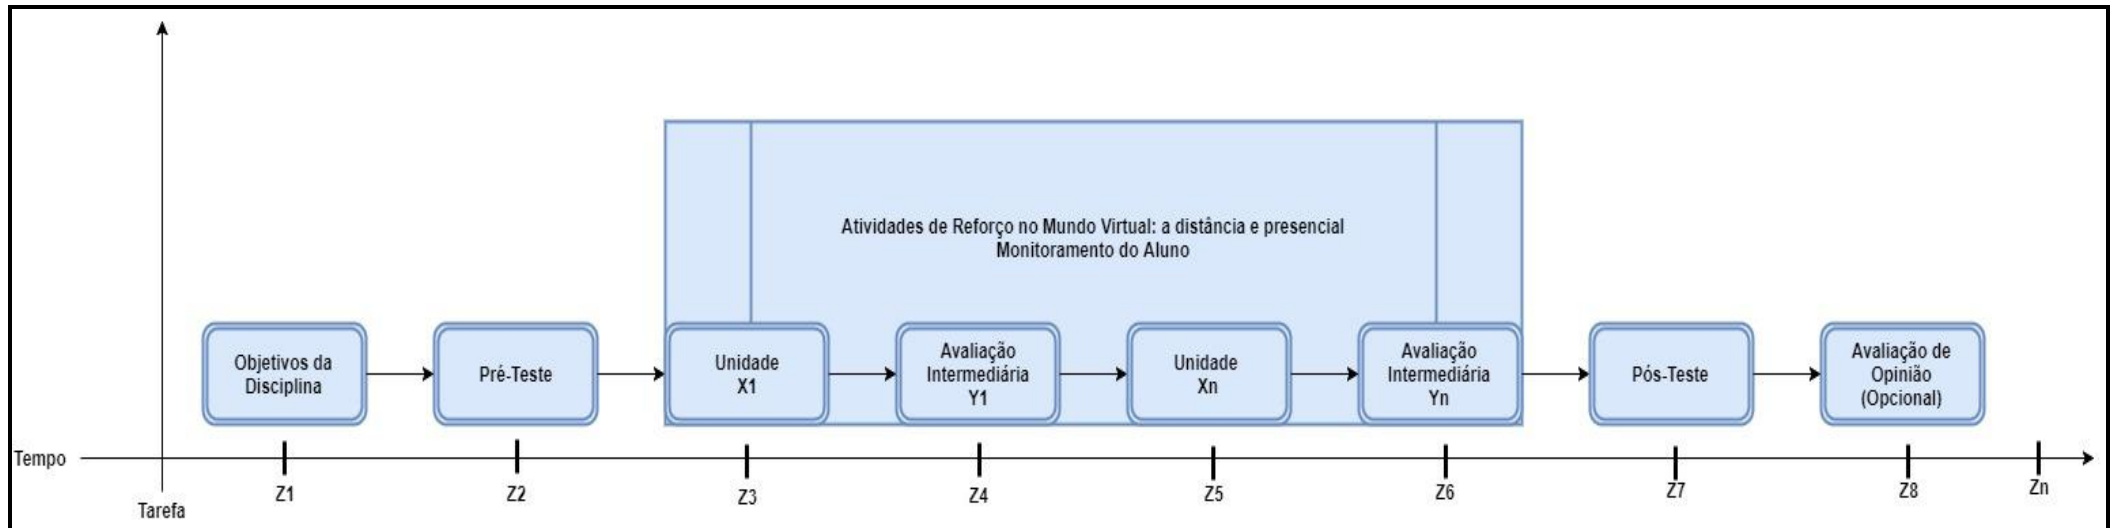 Atividades de Reforço no Mundo Virtual: a distância e presencial
Monitoramento do Aluno
Objetivos da
Disciplina
Pré-Teste
Unidade
X1
Avaliação
Intermediária
Y1
Unidade
Xn
Avaliação
Intermediária
Yn
Pós-Teste
Avaliação de
Opinião
(Opcional)
Tempo
Z1
Z2
Z3
Z4
Z5
Z6
Z7
Z8
Zn
Tarefa